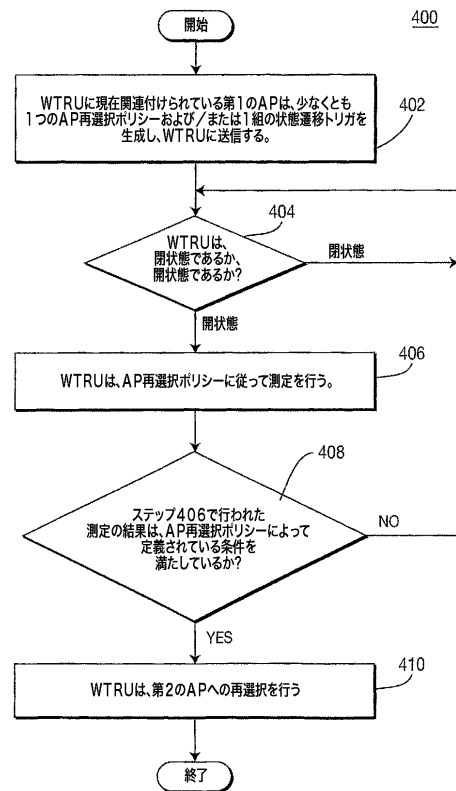 400
開始
WTRUに現在関連付けられている第1のAPは、少なくとも
1つのAP再選択ポリシーおよび/または1組の状態遷移トリガを
生成し、WTRUに送信する。
402
404
WTRUは、
閉状態であるか、
開状態であるか?
閉状態
開状態
406
WTRUは、AP再選択ポリシーに従って測定を行う。
408
ステップ406で行われた
測定の結果は、AP再選択ポリシーによって
定義されている条件を
満たしているか?
NO
YES
410
WTRUは、第2のAPへの再選択を行う
終了